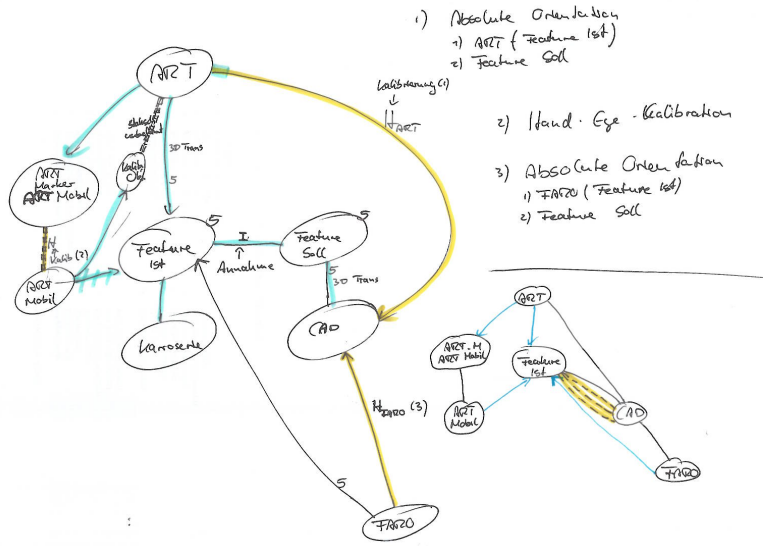 1) Absolute Orientation
1) ART (Feature Ist)
2) Feature Soll
2) Hand-Eye-Kalibration
3) Absolute Orientation
1) FARO (Feature Ist)
2) Feature Soll
ART
Kalibrierung (1)
H ART
3D Trans
5
ART
Marker
ART Mobil
H
Kalib (2)
ART
Mobil
Feature
Ist
5
I
Annahme
Feature
Soll
5
5
3D Trans
Karosserie
CAD
H FARO (3)
5
FARO
ART
ART.M
ART Mobil
Feature
Ist
ART
Mobil
CAD
FARO